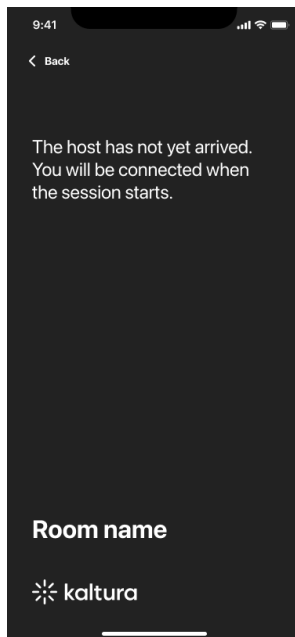 9:41
Back
The host has not yet arrived.
You will be connected when
the session starts.
Room name
kaltura